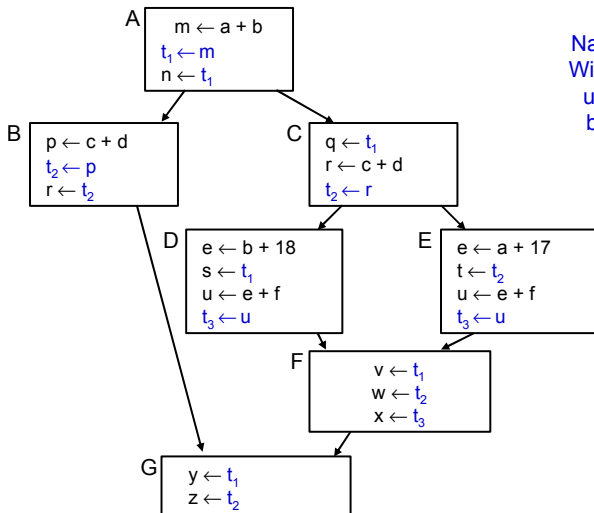 A
m ← a + b
t₁ ← m
n ← t₁
B
p ← c + d
t₂ ← p
r ← t₂
C
q ← t₁
r ← c + d
t₂ ← r
D
e ← b + 18
s ← t₁
u ← e + f
t₃ ← u
E
e ← a + 17
t ← t₂
u ← e + f
t₃ ← u
F
v ← t₁
w ← t₂
x ← t₃
G
y ← t₁
z ← t₂